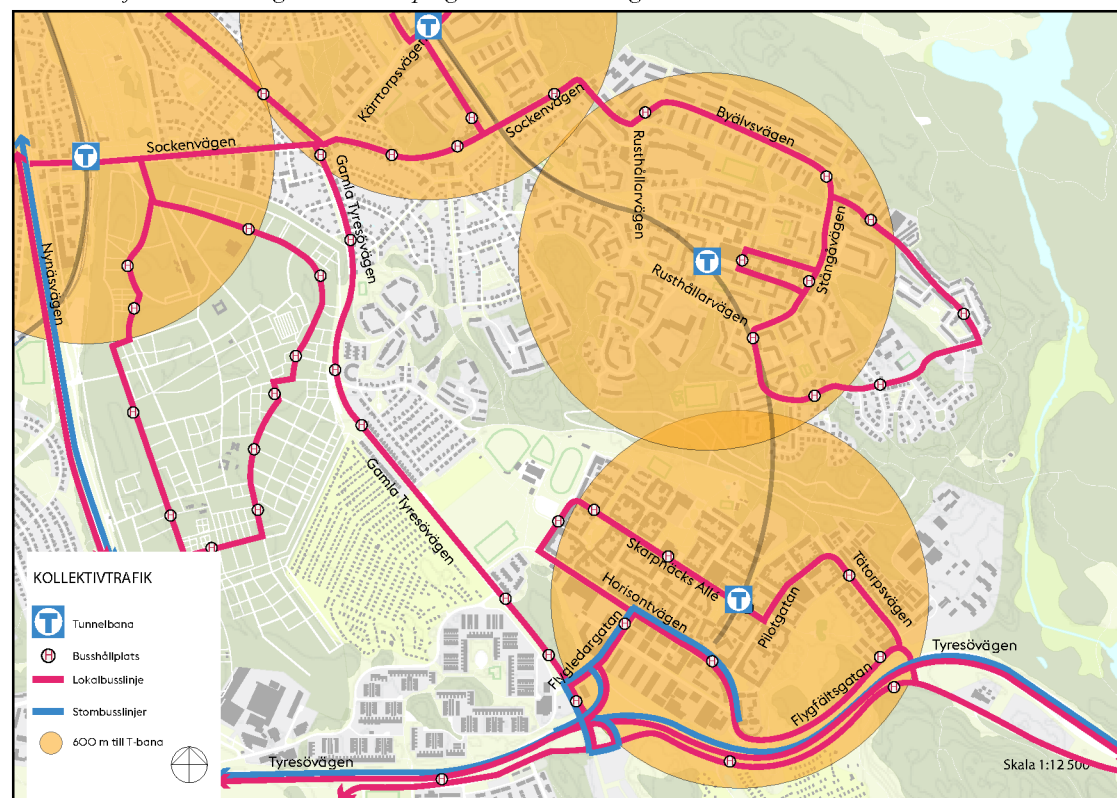 Kärrtorpsvägen
Sockenvägen
Byälvsvägen
Sockenvägen
Rusthållarvägen
Gamla Tyresövägen
Stångåvägen
Nynäsvägen
Rusthållarvägen
Gamla Tyresövägen
Skarpnäcks Allé
Tätorpsvägen
Horisontvägen
Pilotgatan
Flygledargatan
Tyresövägen
Flygfältsgatan
Tyresövägen
Skala 1:12 500
KOLLEKTIVTRAFIK
T Tunnelbana
H Busshållplats
Lokalbusslinje
Stombusslinjer
600 m till T-bana